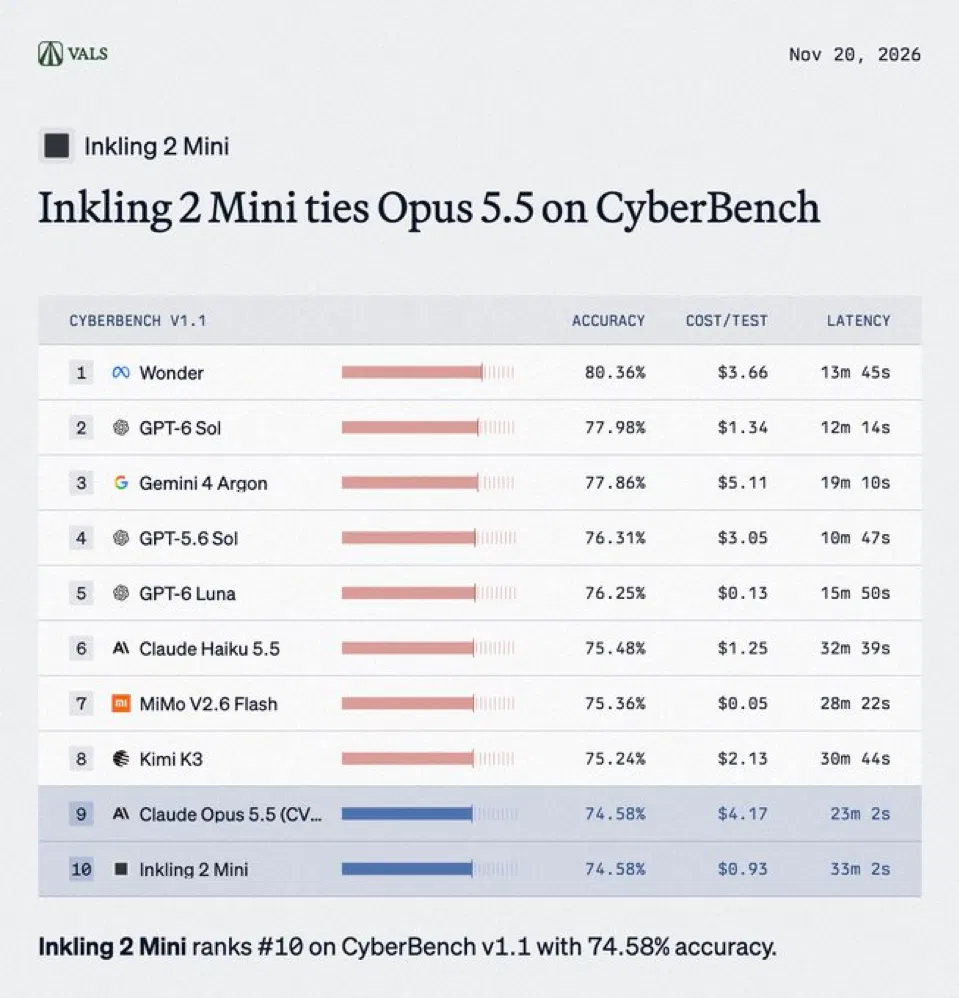 VALS
Nov 20, 2026
Inkling 2 Mini
Inkling 2 Mini ties Opus 5.5 on CyberBench
CYBERBENCH V1.1 ACCURACY COST/TEST LATENCY
1 Wonder 80.36% $3.66 13m 45s
2 GPT-6 Sol 77.98% $1.34 12m 14s
3 Gemini 4 Argon 77.86% $5.11 19m 10s
4 GPT-5.6 Sol 76.31% $3.05 10m 47s
5 GPT-6 Luna 76.25% $0.13 15m 50s
6 Claude Haiku 5.5 75.48% $1.25 32m 39s
7 MiMo V2.6 Flash 75.36% $0.05 28m 22s
8 Kimi K3 75.24% $2.13 30m 44s
9 Claude Opus 5.5 (CV... 74.58% $4.17 23m 2s
10 Inkling 2 Mini 74.58% $0.93 33m 2s
Inkling 2 Mini ranks #10 on CyberBench v1.1 with 74.58% accuracy.